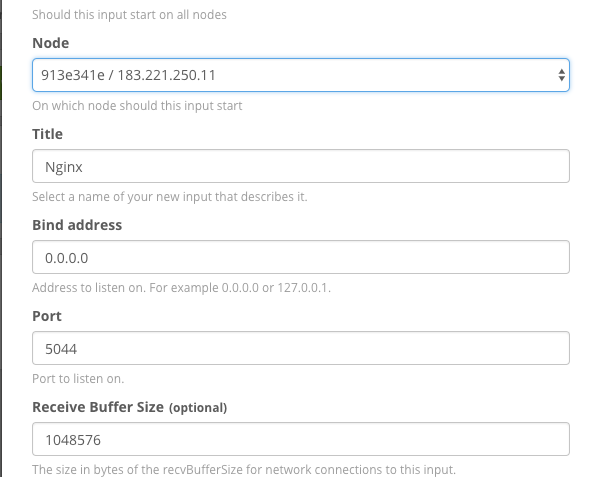 Should this input start on all nodes
Node
913e341e / 183.221.250.11
On which node should this input start
Title
Nginx
Select a name of your new input that describes it.
Bind address
0.0.0.0
Address to listen on. For example 0.0.0.0 or 127.0.0.1.
Port
5044
Port to listen on.
Receive Buffer Size (optional)
1048576
The size in bytes of the recvBufferSize for network connections to this input.